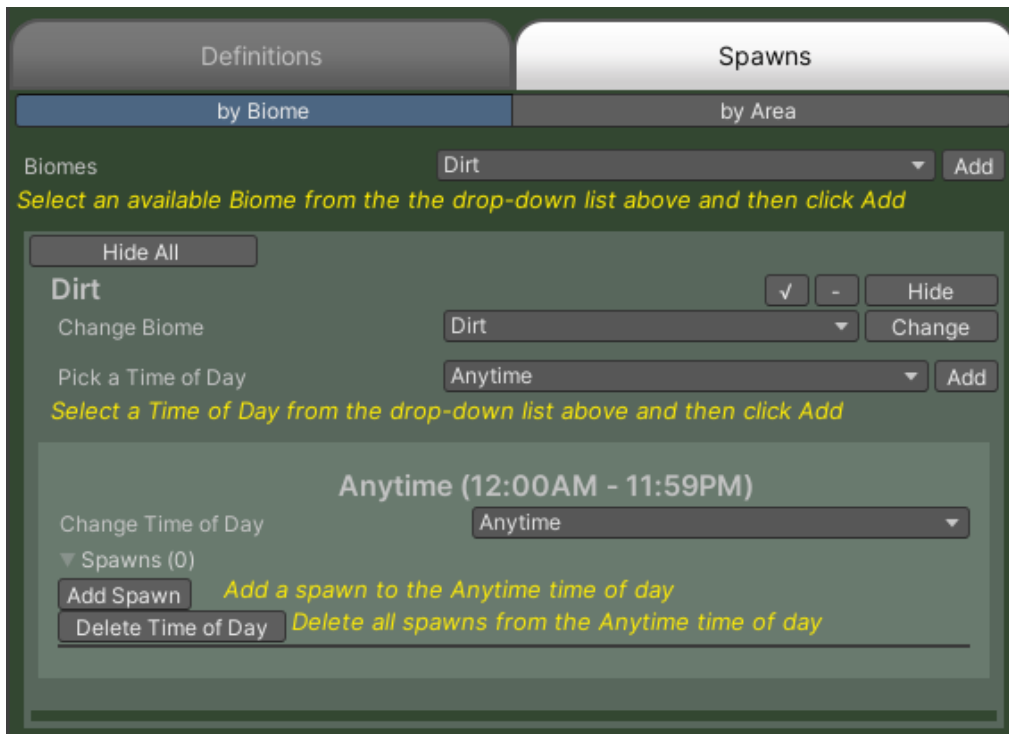 Definitions Spawns
by Biome by Area
Biomes Dirt Add
Select an available Biome from the the drop-down list above and then click Add
Hide All
Dirt √ - Hide
Change Biome Dirt Change
Pick a Time of Day Anytime Add
Select a Time of Day from the drop-down list above and then click Add
Anytime (12:00AM - 11:59PM)
Change Time of Day Anytime
Spawns (0)
Add Spawn Add a spawn to the Anytime time of day
Delete Time of Day Delete all spawns from the Anytime time of day